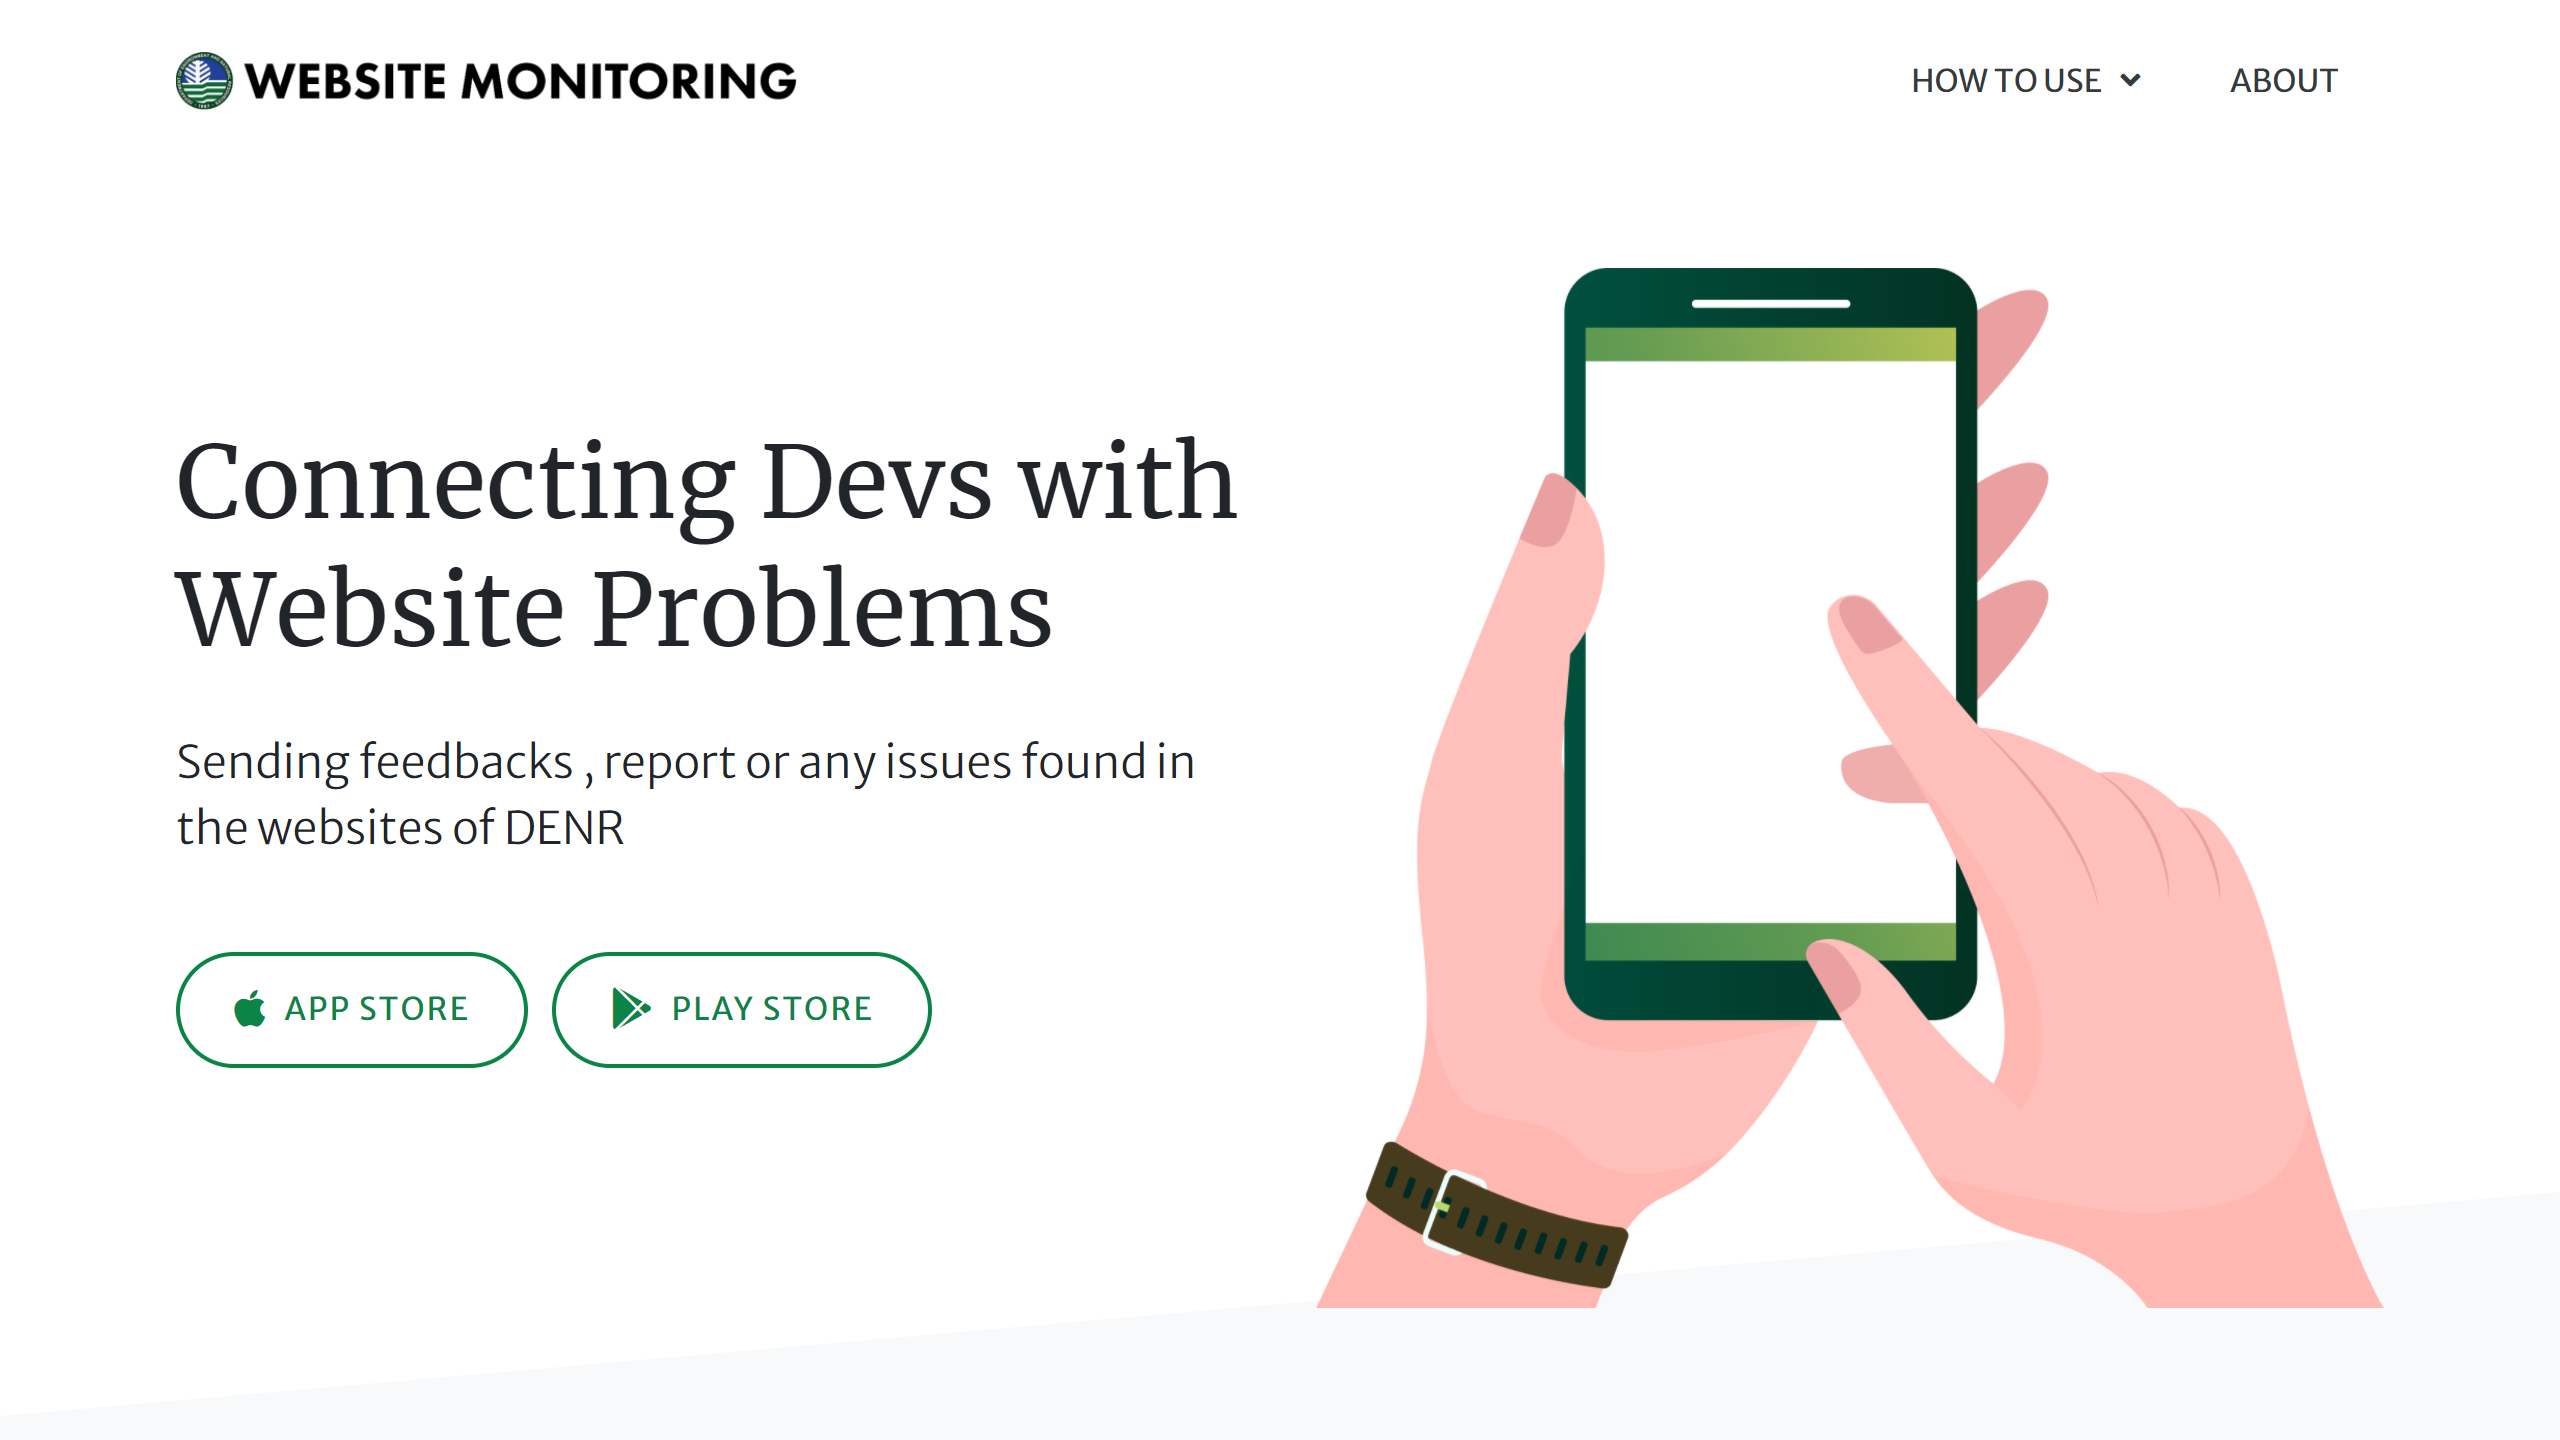 WEBSITE MONITORING
HOW TO USE
ABOUT
Connecting Devs with
Website Problems
Sending feedbacks , report or any issues found in
the websites of DENR
APP STORE
PLAY STORE